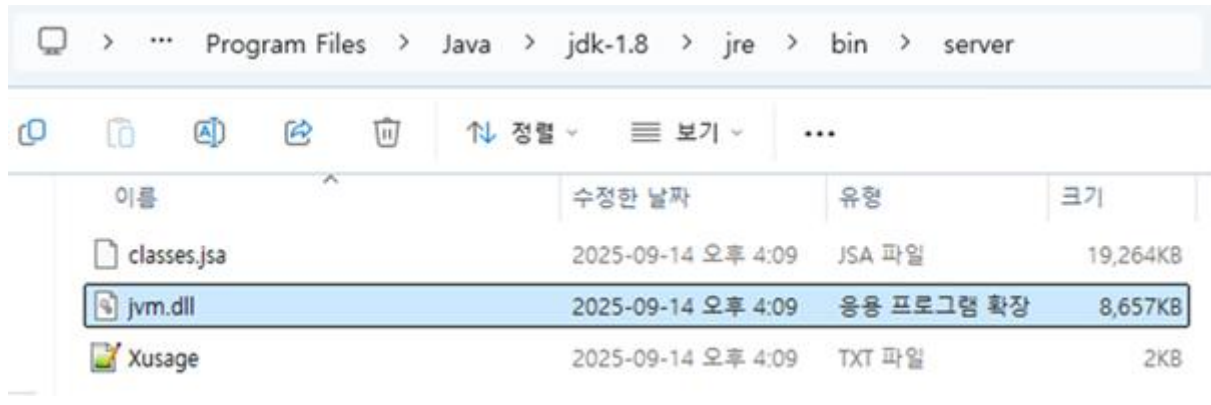 > ... Program Files > Java > jdk-1.8 > jre > bin > server
정렬 보기 ...
이름 수정한 날짜 유형 크기
classes.jsa 2025-09-14 오후 4:09 JSA 파일 19,264KB
jvm.dll 2025-09-14 오후 4:09 응용 프로그램 확장 8,657KB
Xusage 2025-09-14 오후 4:09 TXT 파일 2KB